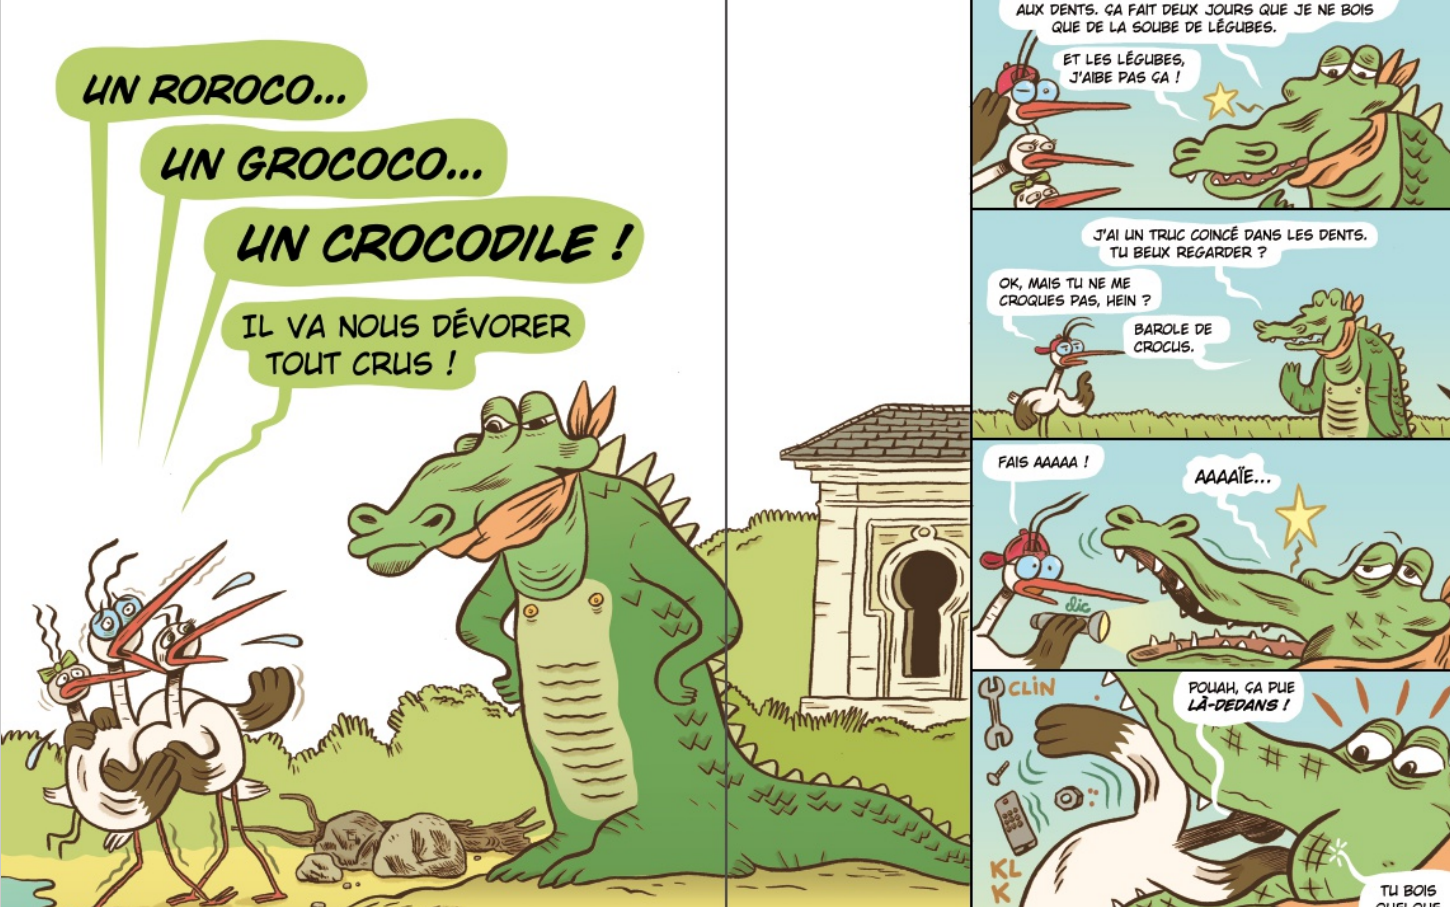 UN ROROCO...
UN GROCOCO...
UN CROCODILE !
IL VA NOUS DÉVORER
TOUT CRUS !
AUX DENTS. ÇA FAIT DEUX JOURS QUE JE NE BOIS
QUE DE LA SOUBE DE LÉGUBES.
ET LES LÉGUBES,
J'AIBE PAS ÇA !
J'AI UN TRUC COINCÉ DANS LES DENTS.
TU BEUX REGARDER ?
OK, MAIS TU NE ME
CROQUES PAS, HEIN ?
BAROLE DE
CROCUS.
FAIS AAAAA !
AAAAÏE...
clic
CLiN
POUAH, ÇA PUE
LÀ-DEDANS !
KL
K
TU BOIS
QUELQUE